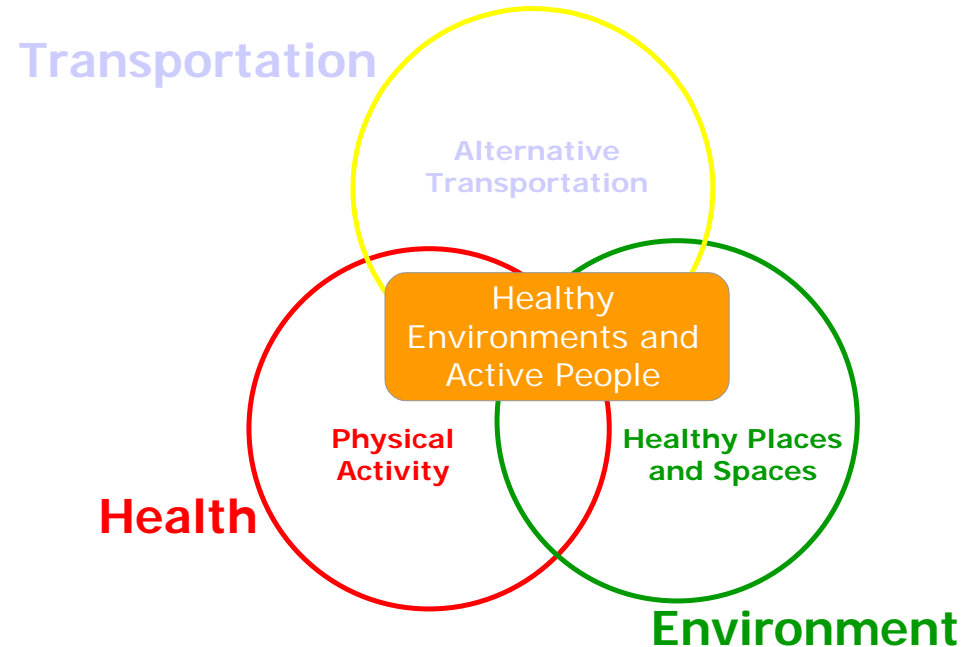 Transportation
Alternative
Transportation
Healthy
Environments and
Active People
Physical
Activity
Healthy Places
and Spaces
Health
Environment